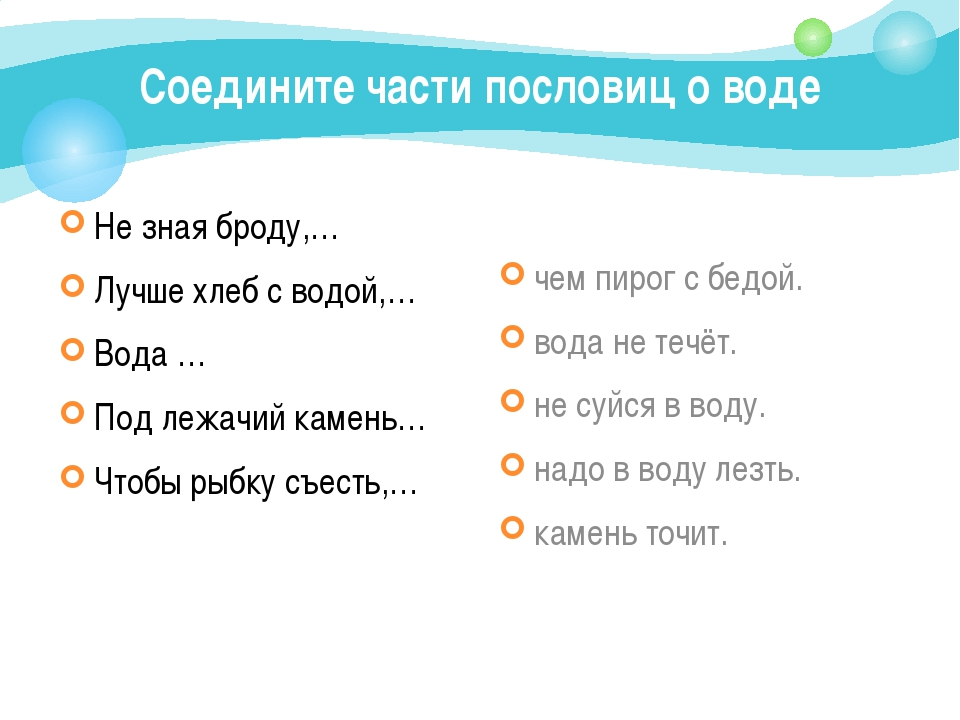 Соедините части пословиц о воде
Не зная броду,…
Лучше хлеб с водой,…
Вода …
Под лежачий камень…
Чтобы рыбку съесть,…
чем пирог с бедой.
вода не течёт.
не суйся в воду.
надо в воду лезть.
камень точит.